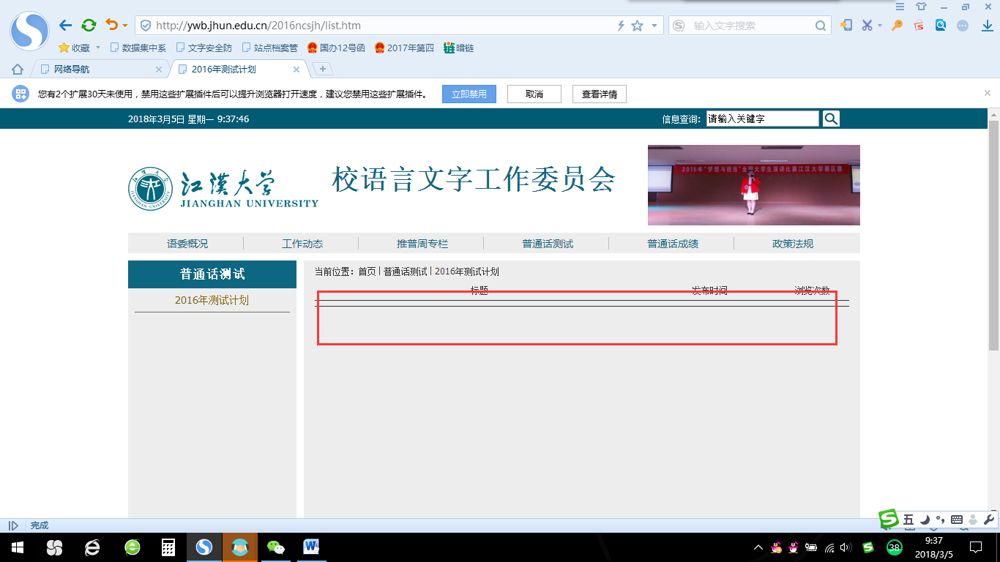 http://ywb.jhun.edu.cn/2016ncsjh/list.htm
输入文字搜索
收藏 数据集中系 文字安全防 站点档案管 国办12号函 2017年第四 暗链
网络导航 2016年测试计划
您有2个扩展30天未使用，禁用这些扩展插件后可以提升浏览器打开速度，建议您禁用这些扩展插件。 立即禁用 取消 查看详情
2018年3月5日 星期一 9:37:46 信息查询: 请输入关键字
2015年“梦想与担当”全国大学生演讲比赛江汉大学赛区赛
江漢大学 校语言文字工作委员会
JIANGHAN UNIVERSITY
语委概况 工作动态 推普周专栏 普通话测试 普通话成绩 政策法规
普通话测试
2016年测试计划
当前位置: 首页 | 普通话测试 | 2016年测试计划
标题 发布时间 浏览次数
完成
五
38
9:37
2018/3/5